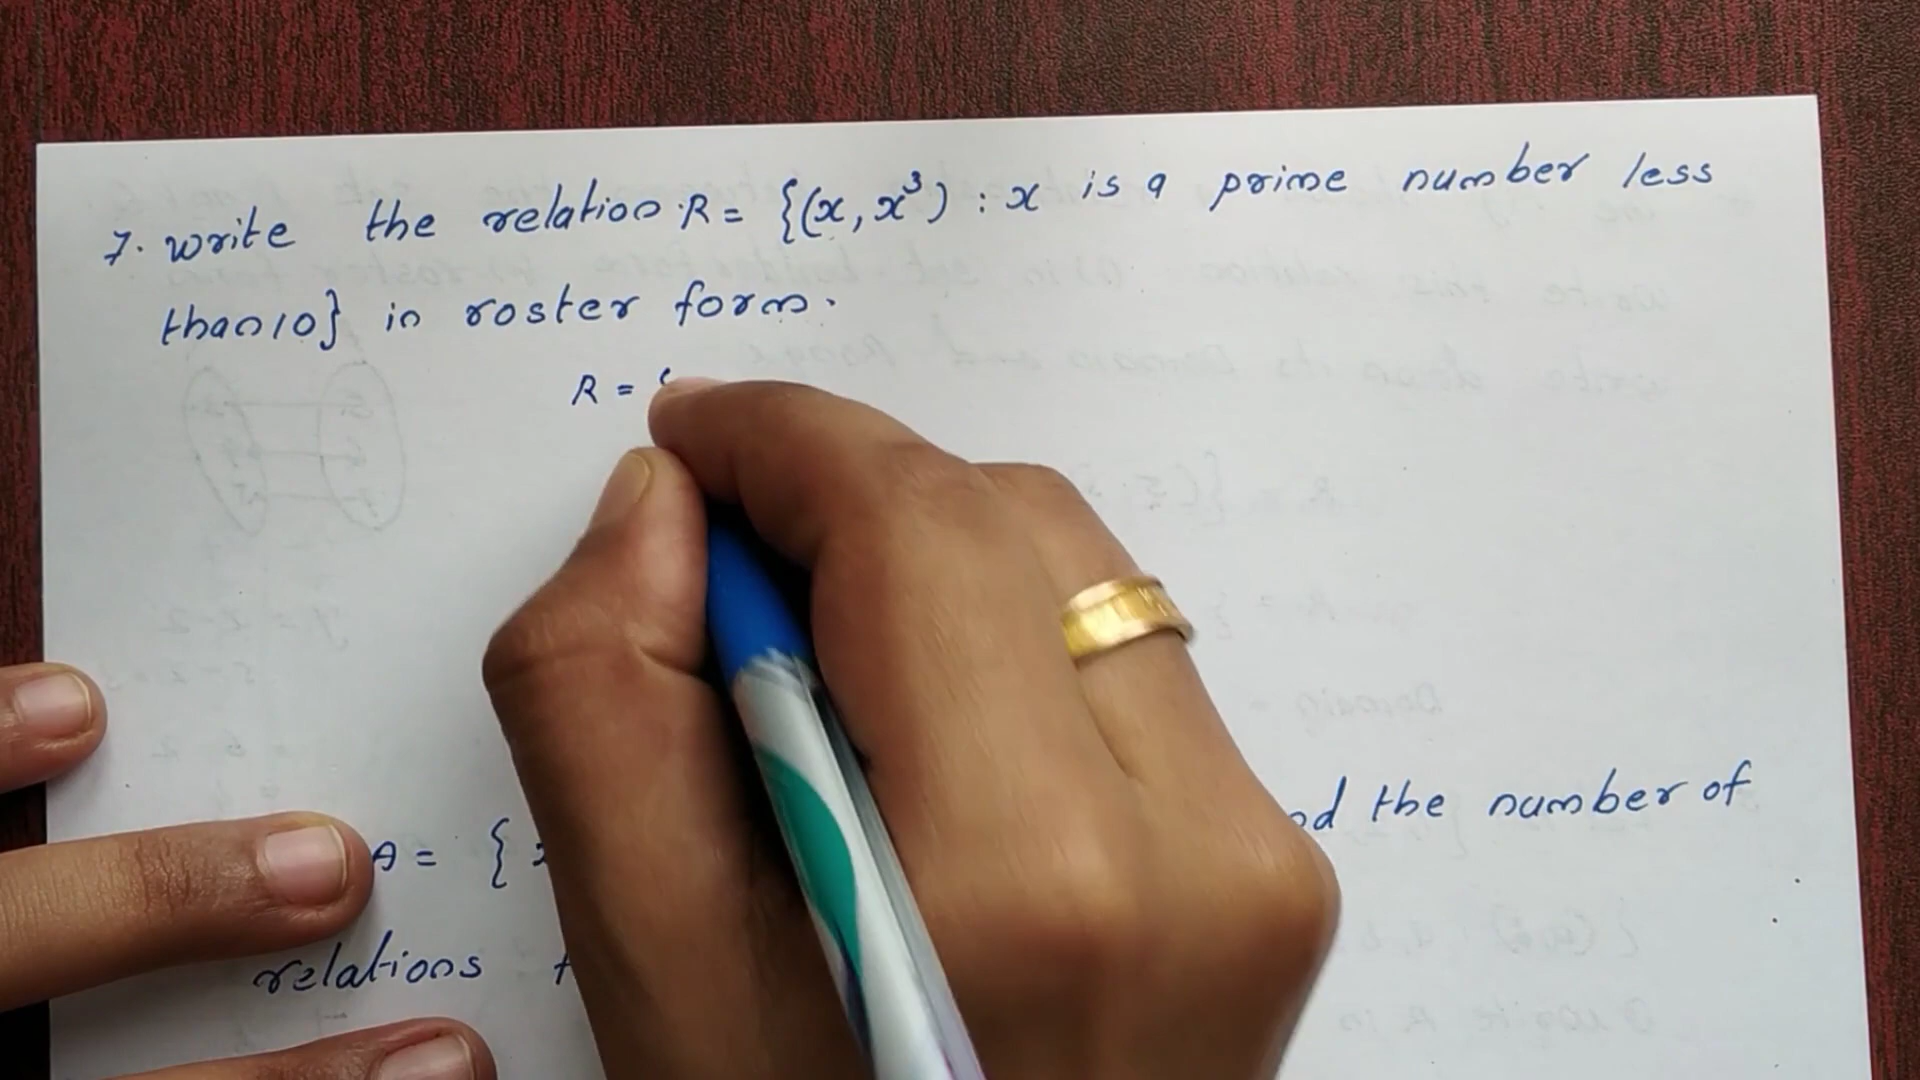 7. write the relation R = {(x, x³) : x is a prime number less
than 10} in roster form.
R = {
A = { the number of
relations